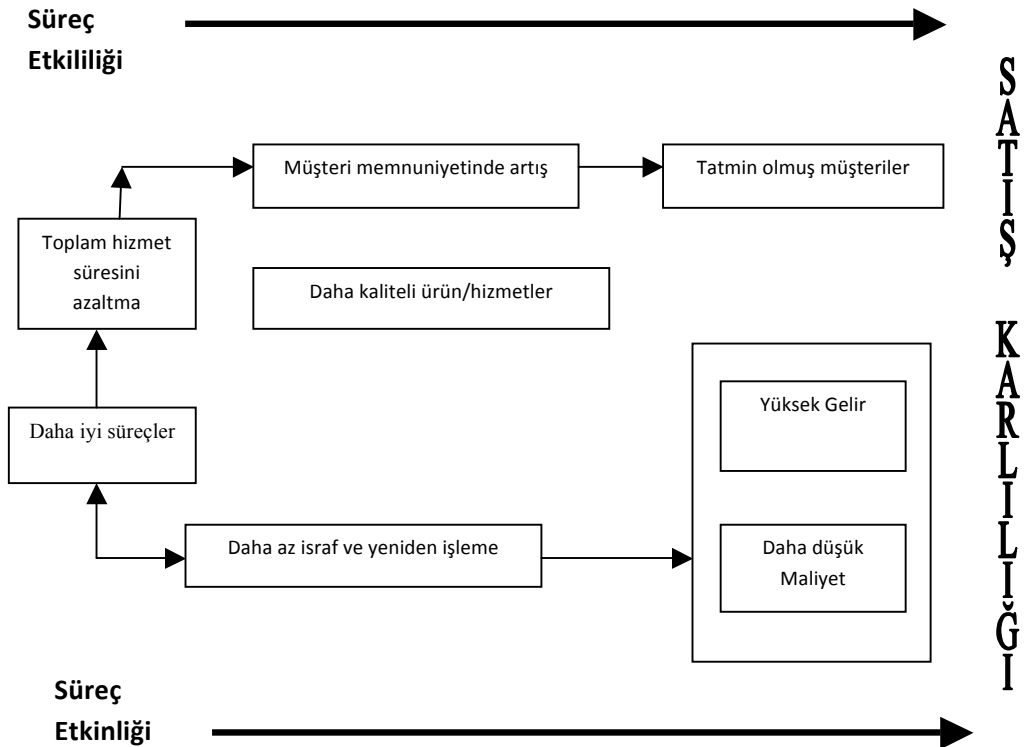 Süreç
Etkililiği
Müşteri memnuniyetinde artış
Tatmin olmuş müşteriler
Toplam hizmet
süresini
azaltma
Daha kaliteli ürün/hizmetler
Daha iyi süreçler
Yüksek Gelir
Daha az israf ve yeniden işleme
Daha düşük
Maliyet
Süreç
Etkinliği
SATIŞ KARLILIĞI